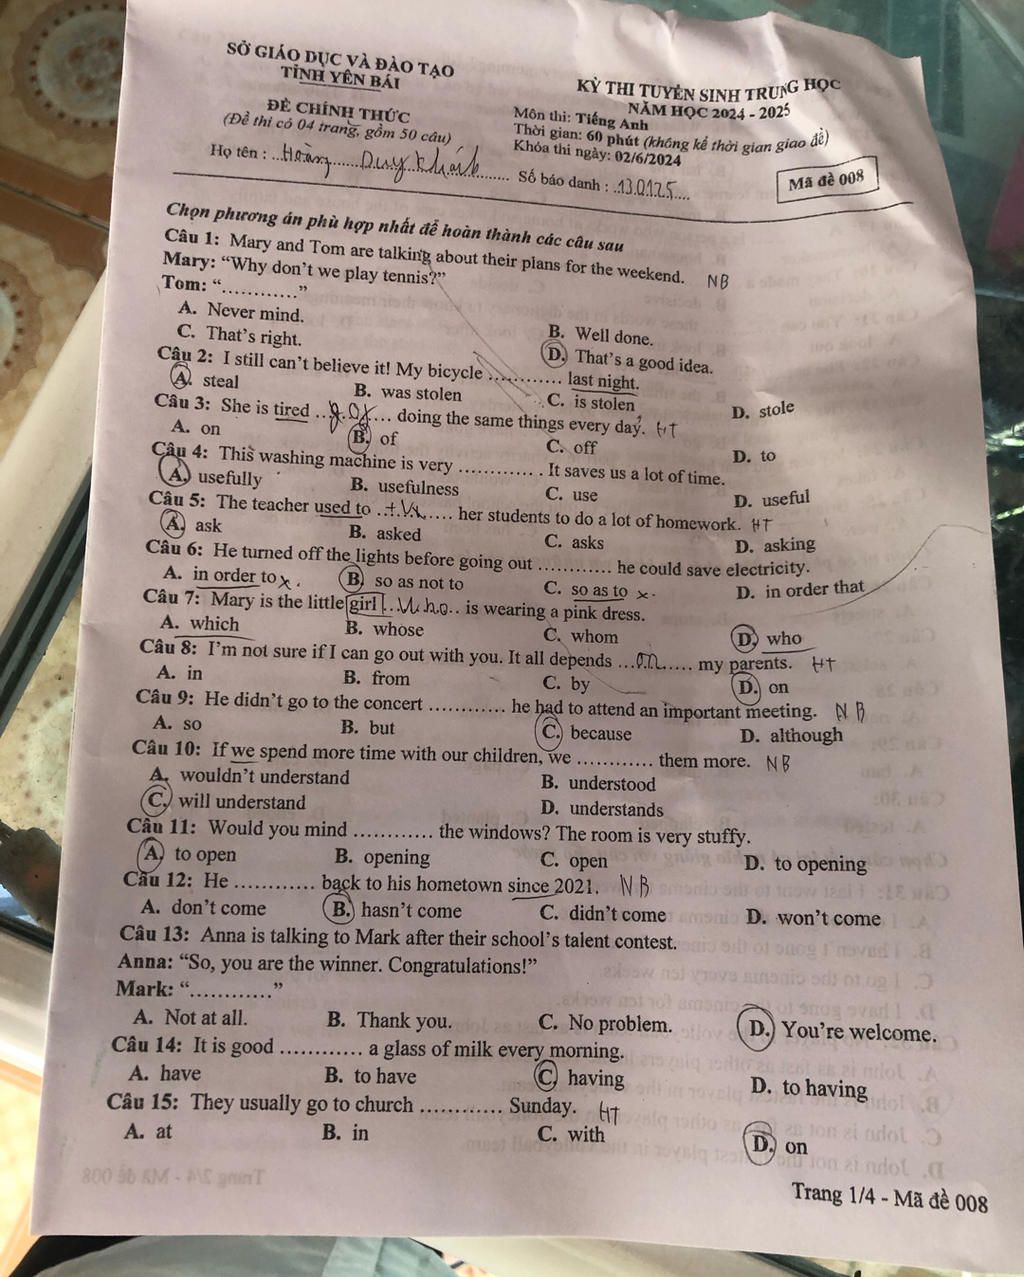 SỞ GIÁO DỤC VÀ ĐÀO TẠO
TỈNH YÊN BÁI
ĐỀ CHÍNH THỨC
(Đề thi có 04 trang, gồm 50 câu)
KỲ THI TUYỂN SINH TRUNG HỌC
NĂM HỌC 2024 - 2025
Môn thi: Tiếng Anh
Thời gian: 60 phút (không kể thời gian giao đề)
Khóa thi ngày: 02/6/2024
Họ tên : ...Hoàng......Duy Khánh........ Số báo danh : ..130125....
Mã đề 008
Chọn phương án phù hợp nhất để hoàn thành các câu sau
Câu 1: Mary and Tom are talking about their plans for the weekend. NB
Mary: “Why don’t we play tennis?”
Tom: “............”
A. Never mind. B. Well done.
C. That’s right. D. That’s a good idea.
Câu 2: I still can’t believe it! My bicycle ............ last night.
A. steal B. was stolen C. is stolen D. stole
Câu 3: She is tired ..g.of.... doing the same things every day. HT
A. on B. of C. off D. to
Câu 4: This washing machine is very ............. It saves us a lot of time.
A. usefully B. usefulness C. use D. useful
Câu 5: The teacher used to ..+.V...... her students to do a lot of homework. HT
A. ask B. asked C. asks D. asking
Câu 6: He turned off the lights before going out ............ he could save electricity.
A. in order to x. B. so as not to C. so as to x. D. in order that
Câu 7: Mary is the little girl ..who.. is wearing a pink dress.
A. which B. whose C. whom D. who
Câu 8: I’m not sure if I can go out with you. It all depends ...on..... my parents. HT
A. in B. from C. by D. on
Câu 9: He didn’t go to the concert ............ he had to attend an important meeting. NB
A. so B. but C. because D. although
Câu 10: If we spend more time with our children, we ............ them more. NB
A. wouldn’t understand B. understood
C. will understand D. understands
Câu 11: Would you mind ............ the windows? The room is very stuffy.
A. to open B. opening C. open D. to opening
Câu 12: He ............ back to his hometown since 2021. NB
A. don’t come B. hasn’t come C. didn’t come D. won’t come
Câu 13: Anna is talking to Mark after their school’s talent contest.
Anna: “So, you are the winner. Congratulations!”
Mark: “............”
A. Not at all. B. Thank you. C. No problem. D. You’re welcome.
Câu 14: It is good ............ a glass of milk every morning.
A. have B. to have C. having D. to having
Câu 15: They usually go to church ............ Sunday. HT
A. at B. in C. with D. on
Trang 1/4 - Mã đề 008